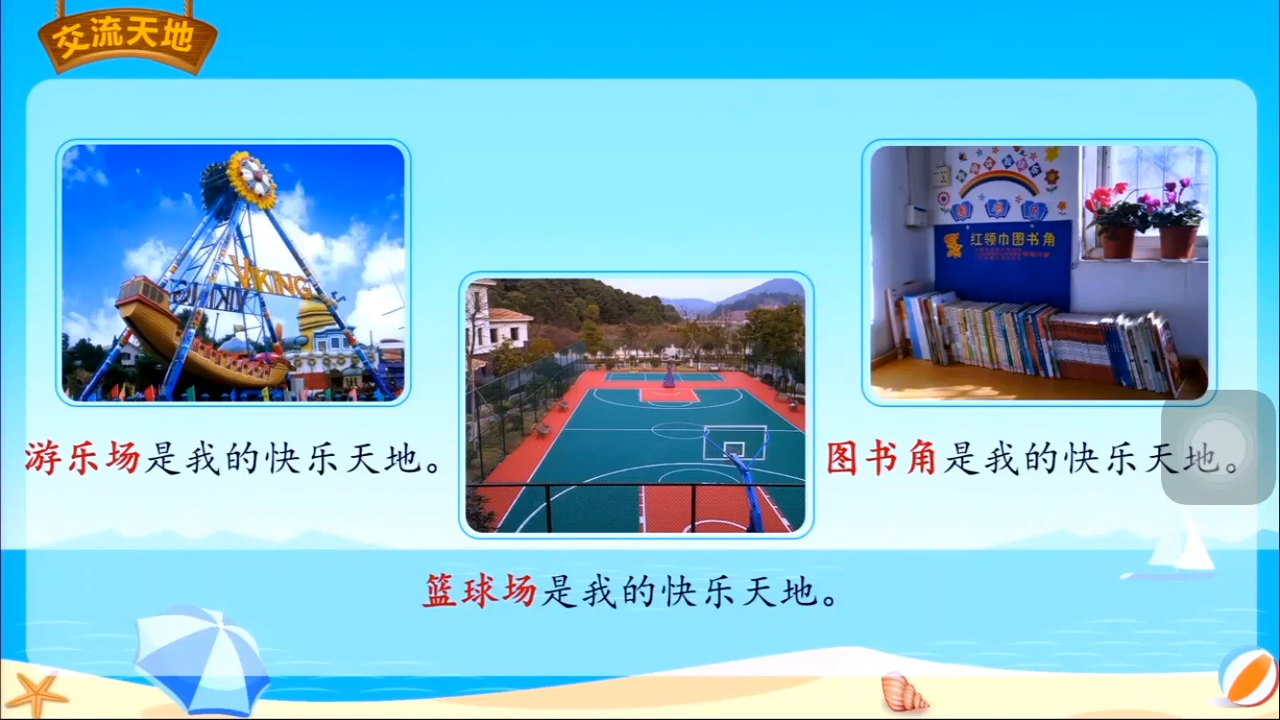 交流天地
VIKING
红领巾图书角
游乐场是我的快乐天地。
图书角是我的快乐天地。
篮球场是我的快乐天地。